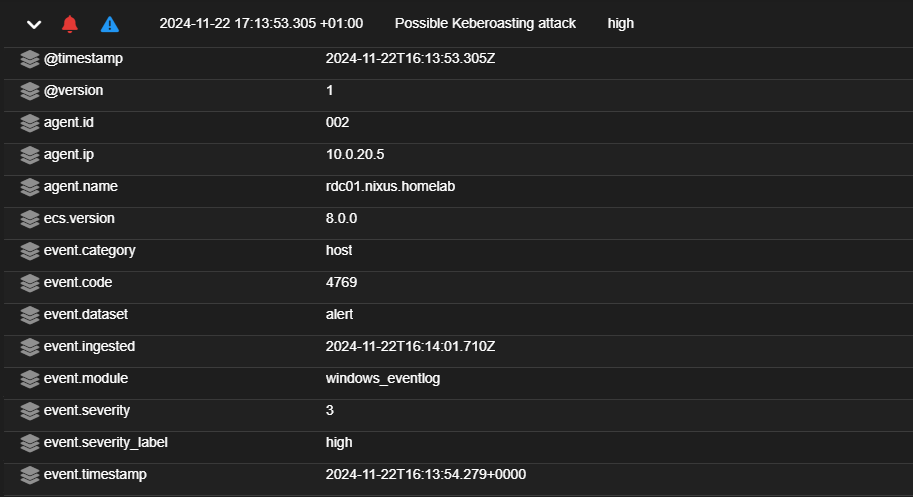 2024-11-22 17:13:53.305 +01:00 Possible Keberoasting attack high
@timestamp 2024-11-22T16:13:53.305Z
@version 1
agent.id 002
agent.ip 10.0.20.5
agent.name rdc01.nixus.homelab
ecs.version 8.0.0
event.category host
event.code 4769
event.dataset alert
event.ingested 2024-11-22T16:14:01.710Z
event.module windows_eventlog
event.severity 3
event.severity_label high
event.timestamp 2024-11-22T16:13:54.279+0000